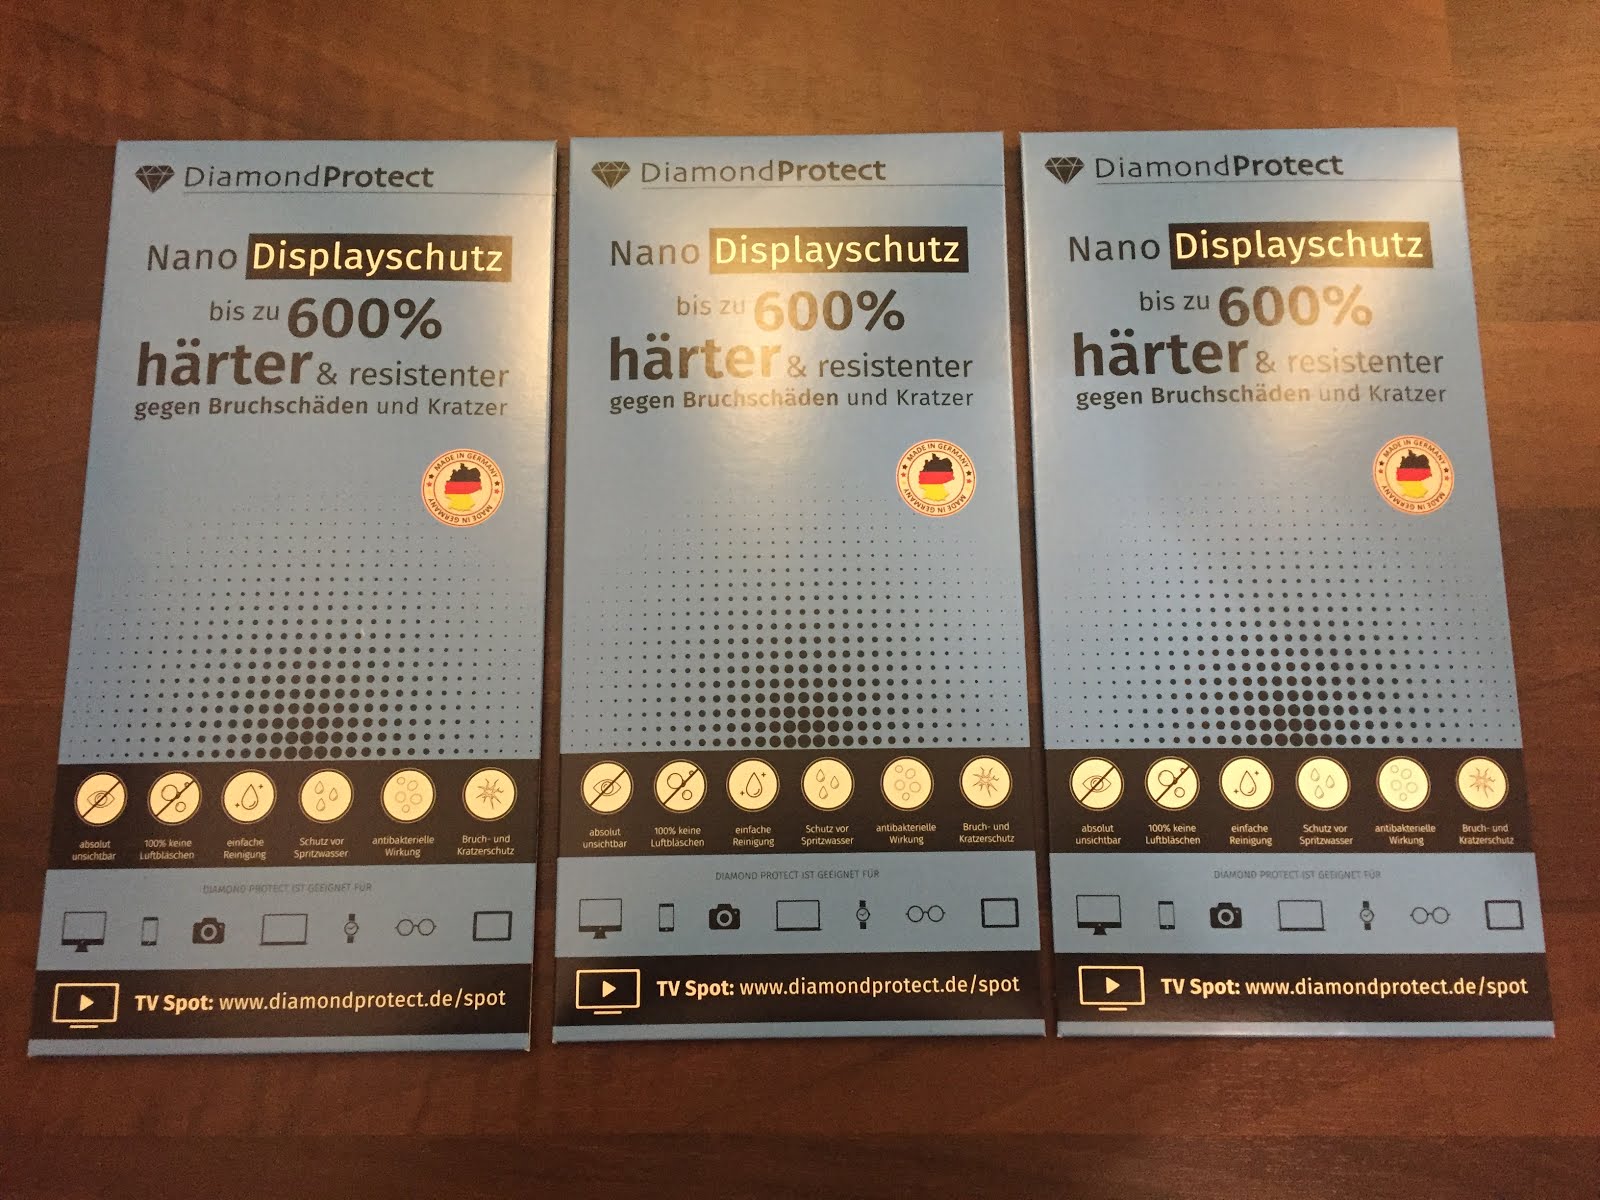 DiamondProtect
Nano Displayschutz
bis zu 600%
härter & resistenter
gegen Bruchschäden und Kratzer
MADE IN GERMANY
MADE IN GERMANY
absolut unsichtbar
100% keine Luftbläschen
einfache Reinigung
Schutz vor Spritzwasser
antibakterielle Wirkung
Bruch- und Kratzerschutz
DIAMOND PROTECT IST GEEIGNET FÜR
TV Spot: www.diamondprotect.de/spot
DiamondProtect
Nano Displayschutz
bis zu 600%
härter & resistenter
gegen Bruchschäden und Kratzer
MADE IN GERMANY
MADE IN GERMANY
absolut unsichtbar
100% keine Luftbläschen
einfache Reinigung
Schutz vor Spritzwasser
antibakterielle Wirkung
Bruch- und Kratzerschutz
DIAMOND PROTECT IST GEEIGNET FÜR
TV Spot: www.diamondprotect.de/spot
DiamondProtect
Nano Displayschutz
bis zu 600%
härter & resistenter
gegen Bruchschäden und Kratzer
MADE IN GERMANY
MADE IN GERMANY
absolut unsichtbar
100% keine Luftbläschen
einfache Reinigung
Schutz vor Spritzwasser
antibakterielle Wirkung
Bruch- und Kratzerschutz
DIAMOND PROTECT IST GEEIGNET FÜR
TV Spot: www.diamondprotect.de/spot